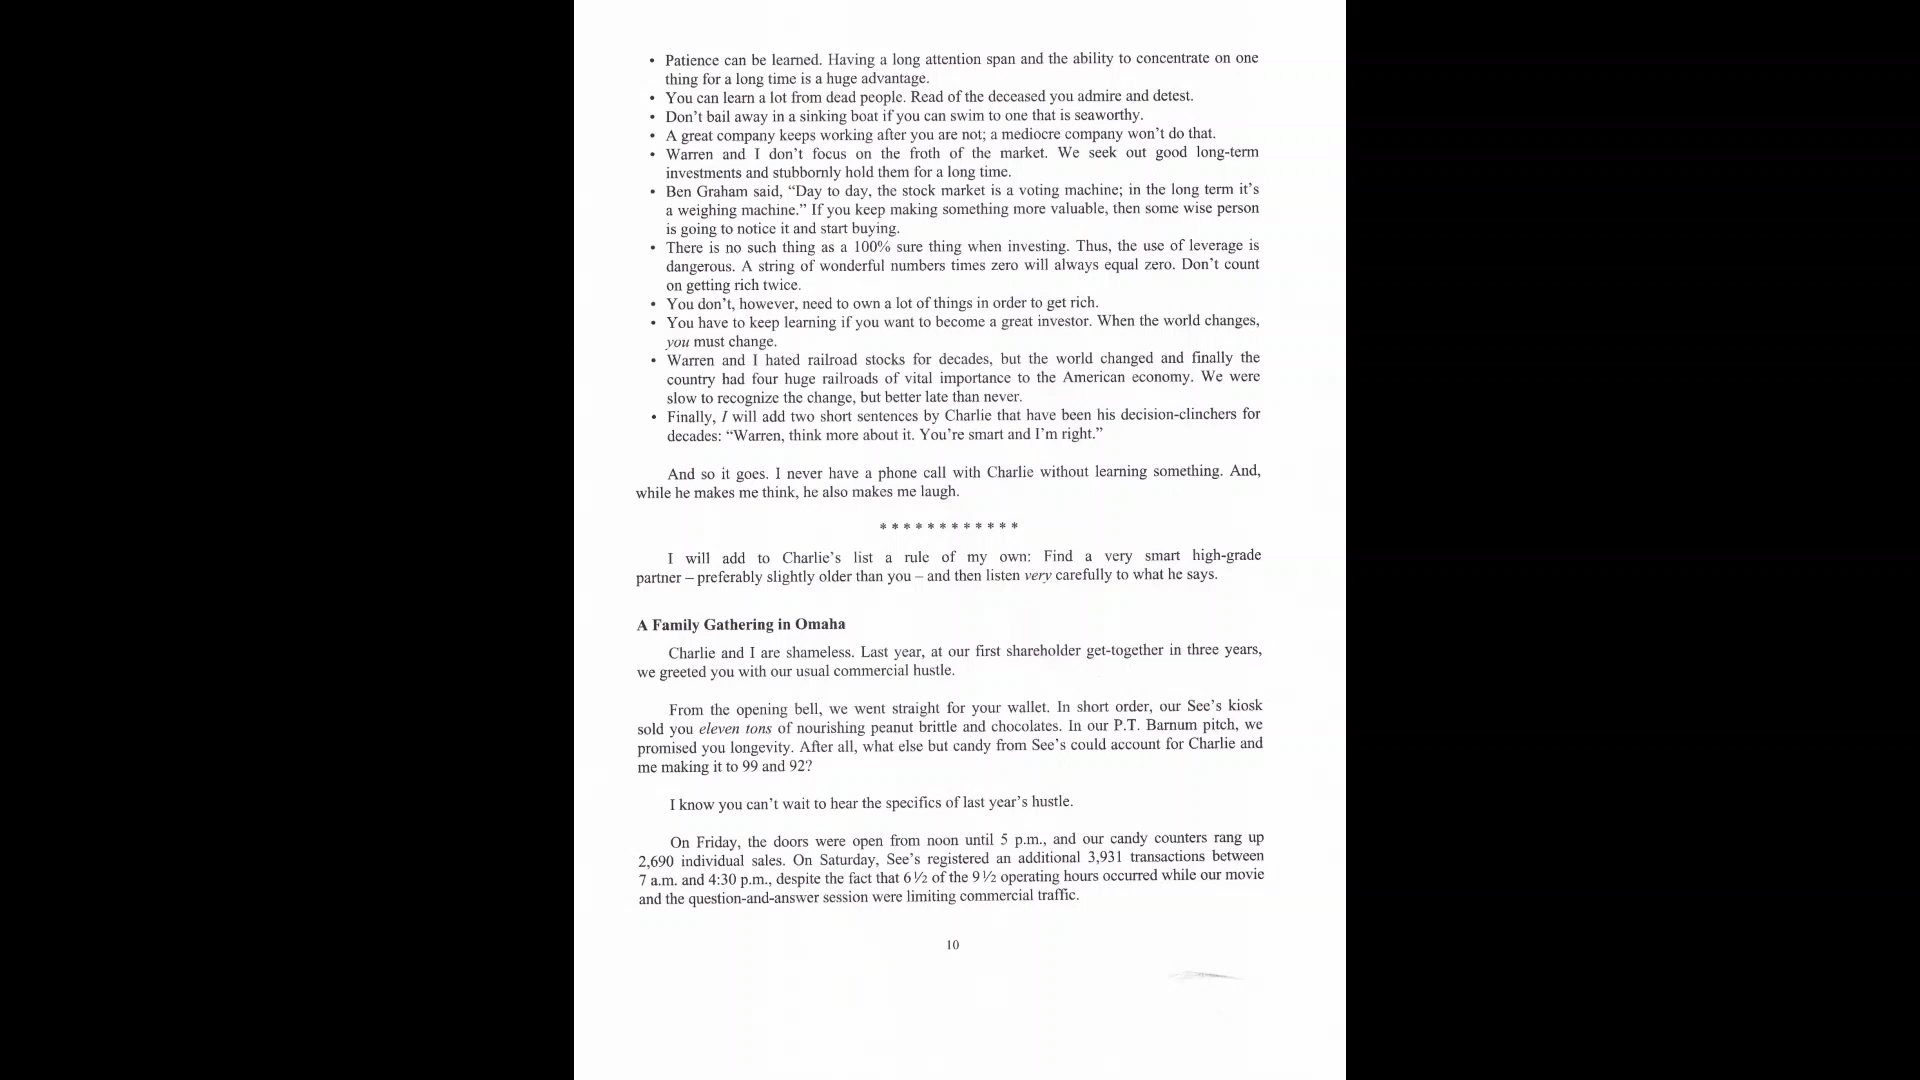 • Patience can be learned. Having a long attention span and the ability to concentrate on one
thing for a long time is a huge advantage.
• You can learn a lot from dead people. Read of the deceased you admire and detest.
• Don’t bail away in a sinking boat if you can swim to one that is seaworthy.
• A great company keeps working after you are not; a mediocre company won’t do that.
• Warren and I don’t focus on the froth of the market. We seek out good long-term
investments and stubbornly hold them for a long time.
• Ben Graham said, “Day to day, the stock market is a voting machine; in the long term it’s
a weighing machine.” If you keep making something more valuable, then some wise person
is going to notice it and start buying.
• There is no such thing as a 100% sure thing when investing. Thus, the use of leverage is
dangerous. A string of wonderful numbers times zero will always equal zero. Don’t count
on getting rich twice.
• You don’t, however, need to own a lot of things in order to get rich.
• You have to keep learning if you want to become a great investor. When the world changes,
you must change.
• Warren and I hated railroad stocks for decades, but the world changed and finally the
country had four huge railroads of vital importance to the American economy. We were
slow to recognize the change, but better late than never.
• Finally, I will add two short sentences by Charlie that have been his decision-clinchers for
decades: “Warren, think more about it. You’re smart and I’m right.”
And so it goes. I never have a phone call with Charlie without learning something. And,
while he makes me think, he also makes me laugh.
* * * * * * * * * * * *
I will add to Charlie’s list a rule of my own: Find a very smart high-grade
partner – preferably slightly older than you – and then listen very carefully to what he says.
A Family Gathering in Omaha
Charlie and I are shameless. Last year, at our first shareholder get-together in three years,
we greeted you with our usual commercial hustle.
From the opening bell, we went straight for your wallet. In short order, our See’s kiosk
sold you eleven tons of nourishing peanut brittle and chocolates. In our P.T. Barnum pitch, we
promised you longevity. After all, what else but candy from See’s could account for Charlie and
me making it to 99 and 92?
I know you can’t wait to hear the specifics of last year’s hustle.
On Friday, the doors were open from noon until 5 p.m., and our candy counters rang up
2,690 individual sales. On Saturday, See’s registered an additional 3,931 transactions between
7 a.m. and 4:30 p.m., despite the fact that 6 ½ of the 9 ½ operating hours occurred while our movie
and the question-and-answer session were limiting commercial traffic.
10